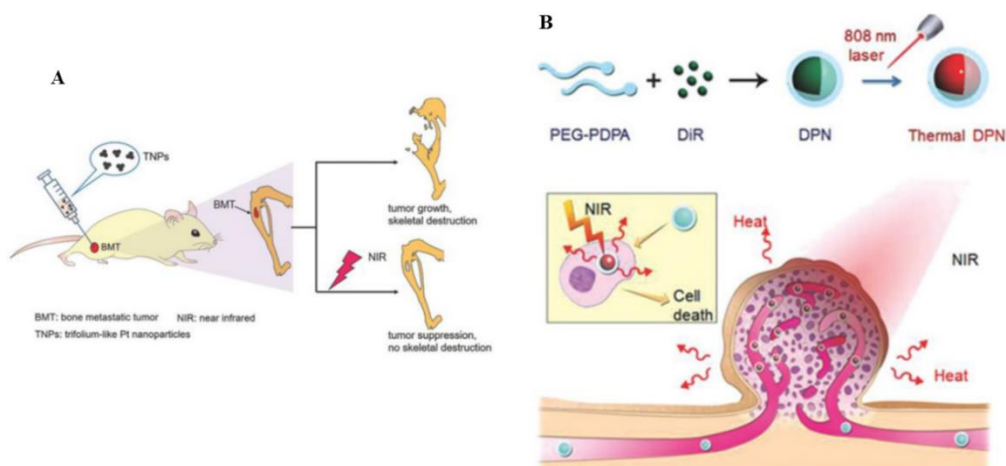 A
TNPs
BMT
BMT
NIR
tumor growth,
skeletal destruction
tumor suppression,
no skeletal destruction
BMT: bone metastatic tumor NIR: near infrared
TNPs: trifolium-like Pt nanoparticles
B
808 nm
laser
PEG-PDPA + DiR DPN Thermal DPN
NIR
Cell
death
Heat
NIR
Heat